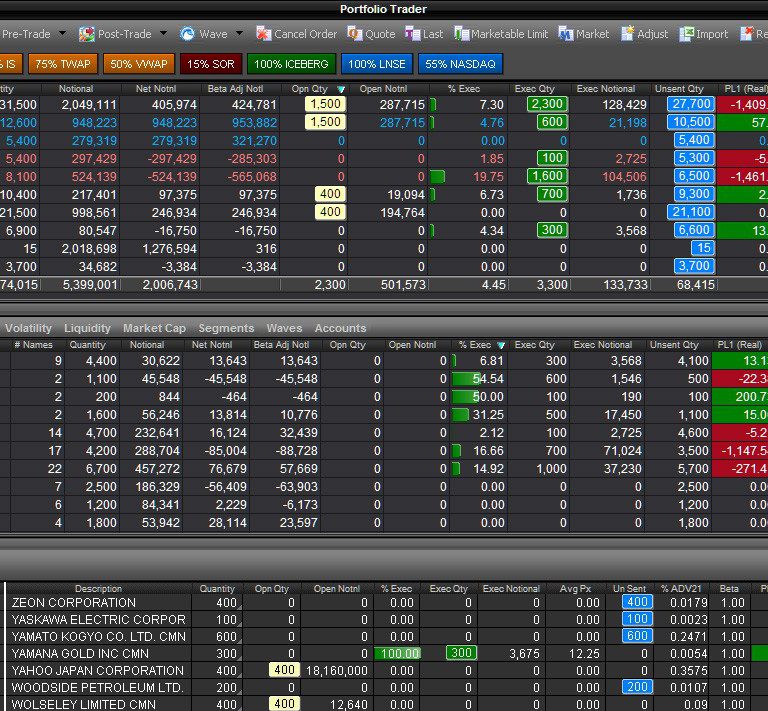 Portfolio Trader
Pre-Trade Post-Trade Wave Cancel Order Quote Last Marketable Limit Market Adjust Import Re
% IS 75% TWAP 50% VWAP 15% SOR 100% ICEBERG 100% LNSE 55% NASDAQ
tity Notional Net Notnl Beta Adj Notl Opn Qty Open Notnl % Exec Exec Qty Exec Notional Unsent Qty PL1 (Real)
31,500 2,049,111 405,974 424,781 1,500 287,715 7.30 2,300 128,429 27,700 -1,409.
12,600 948,223 948,223 953,882 1,500 287,715 4.76 600 21,198 10,500 57.
5,400 279,319 279,319 321,270 0 0 0.00 0 0 5,400 0.
5,400 297,429 -297,429 -285,303 0 0 1.85 100 2,725 5,300 -5.
8,100 524,139 -524,139 -565,068 0 0 19.75 1,600 104,506 6,500 -1,461.
10,400 217,401 97,375 97,375 400 19,094 6.73 700 1,736 9,300 2.
21,500 998,561 246,934 246,934 400 194,764 0.00 0 0 21,100 0.
6,900 80,547 -16,750 -16,750 0 0 4.34 300 3,568 6,600 13.
15 2,018,698 1,276,594 316 0 0 0.00 0 0 15 0.
3,700 34,682 -3,384 -3,384 0 0 0.00 0 0 3,700 0.
74,015 5,399,001 2,006,743 2,300 501,573 4.45 3,300 133,733 68,415
Volatility Liquidity Market Cap Segments Waves Accounts
# Names Quantity Notional Net Notnl Beta Adj Notnl Opn Qty Open Notnl % Exec Exec Qty Exec Notional Unsent Qty PL1 (Real)
9 4,400 30,622 13,643 13,643 0 0 6.81 300 3,568 4,100 13.1
2 1,100 45,548 -45,548 -45,548 0 0 54.54 600 1,546 500 -22.3
2 200 844 -464 -464 0 0 50.00 100 190 100 200.7
2 1,600 56,246 13,814 10,776 0 0 31.25 500 17,450 1,100 15.0
14 4,700 232,641 16,124 32,439 0 0 2.12 100 2,725 4,600 -5.2
17 4,200 288,704 -85,004 -88,728 0 0 16.66 700 71,024 3,500 -1,147.5
22 6,700 457,272 76,679 57,669 0 0 14.92 1,000 37,230 5,700 -271.4
7 2,500 186,329 -56,409 -63,903 0 0 0.00 0 0 2,500 0.0
6 1,200 84,341 2,229 -6,173 0 0 0.00 0 0 1,200 0.0
4 1,800 53,942 28,114 23,597 0 0 0.00 0 0 1,800 0.0
Description Quantity Opn Qty Open Notnl % Exec Exec Qty Exec Notional Avg Px Un Sent % ADV21 Beta PL
ZEON CORPORATION 400 0 0 0.00 0 0 0.00 400 0.0179 1.00
YASKAWA ELECTRIC CORPOR 100 0 0 0.00 0 0 0.00 100 0.0023 1.00
YAMATO KOGYO CO. LTD. CMN 600 0 0 0.00 0 0 0.00 600 0.2471 1.00
YAMANA GOLD INC CMN 300 0 0 100.00 300 3,675 12.25 0 0.0054 1.00
YAHOO JAPAN CORPORATION 400 400 18,160,000 0.00 0 0 0.00 0 0.3575 1.00
WOODSIDE PETROLEUM LTD. 200 0 0 0.00 0 0 0.00 200 0.0107 1.00
WOLSELEY LIMITED CMN 400 400 12,640 0.00 0 0 0.00 0 0.09 1.00